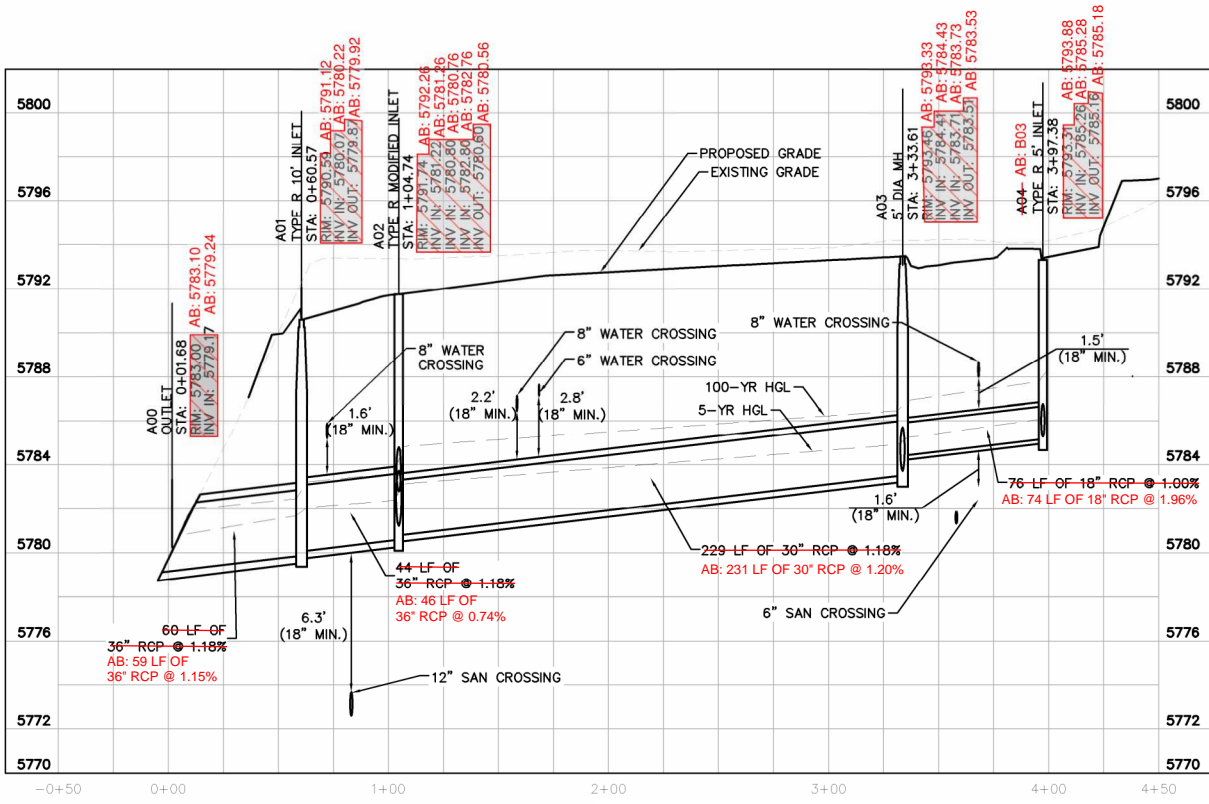 5800
5796
5792
5788
5784
5780
5776
5772
5770
5800
5796
5792
5788
5784
5780
5776
5772
5770
-0+50
0+00
1+00
2+00
3+00
4+00
4+50
A00
OUTLET
STA: 0+01.68
RIM: 5783.00 AB: 5783.10
INV IN: 5779.17 AB: 5779.24
A01
TYPE R 10' INLET
STA: 0+60.57
RIM: 5790.59 AB: 5791.12
INV IN: 5780.07 AB: 5780.22
INV OUT: 5779.87 AB: 5779.92
A02
TYPE R MODIFIED INLET
STA: 1+04.74
RIM: 5791.74 AB: 5792.26
INV IN: 5781.22 AB: 5781.26
INV IN: 5780.80 AB: 5780.76
INV IN: 5782.80 AB: 5782.76
INV OUT: 5780.60 AB: 5780.56
A03
5' DIA MH
STA: 3+33.61
RIM: 5793.46 AB: 5793.33
INV IN: 5784.41 AB: 5784.43
INV IN: 5783.71 AB: 5783.73
INV OUT: 5783.51 AB: 5783.53
A04 AB: B03
TYPE R 5' INLET
STA: 3+97.38
RIM: 5793.31 AB: 5793.88
INV IN: 5785.26 AB: 5785.28
INV OUT: 5785.16 AB: 5785.18
PROPOSED GRADE
EXISTING GRADE
8" WATER
CROSSING
1.6'
(18" MIN.)
8" WATER CROSSING
6" WATER CROSSING
2.2'
(18" MIN.)
2.8'
(18" MIN.)
8" WATER CROSSING
1.5'
(18" MIN.)
100-YR HGL
5-YR HGL
76 LF OF 18" RCP @ 1.00%
AB: 74 LF OF 18" RCP @ 1.96%
1.6'
(18" MIN.)
229 LF OF 30" RCP @ 1.18%
AB: 231 LF OF 30" RCP @ 1.20%
44 LF OF
36" RCP @ 1.18%
AB: 46 LF OF
36" RCP @ 0.74%
6" SAN CROSSING
60 LF OF
36" RCP @ 1.18%
AB: 59 LF OF
36" RCP @ 1.15%
6.3'
(18" MIN.)
12" SAN CROSSING